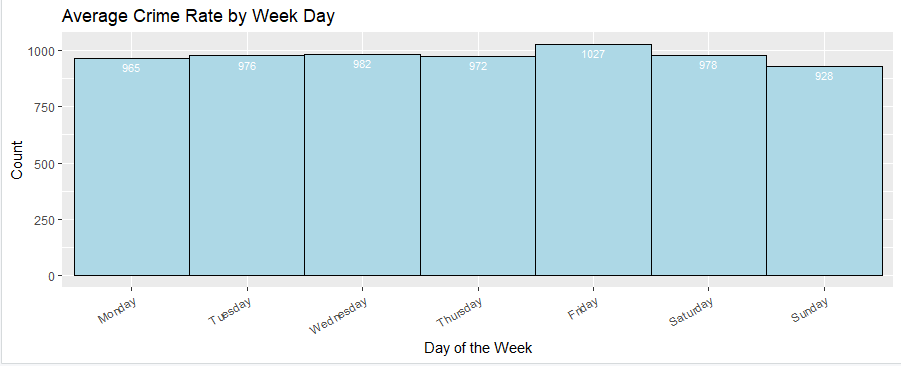 Average Crime Rate by Week Day
1000
750
500
250
0
Count
965
976
982
972
1027
978
928
Monday
Tuesday
Wednesday
Thursday
Friday
Saturday
Sunday
Day of the Week